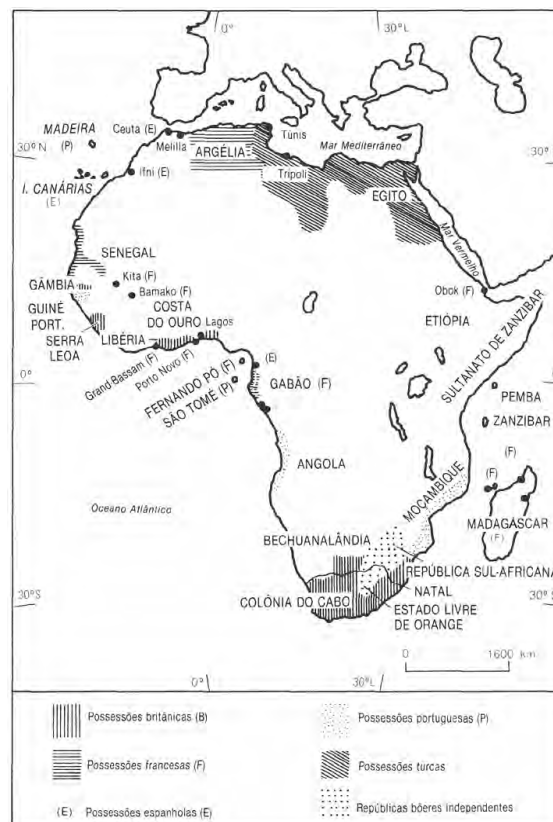 0°
30°L
MADEIRA
(P)
30°N
Ceuta (E)
Melilla
Túnis
Mar Mediterrâneo
30°
ARGÉLIA
Ifni (E)
I. CANÁRIAS
(E)
Trípoli
EGITO
Mar Vermelho
SENEGAL
GÂMBIA
Kita (F)
Bamako (F)
Obok (F)
GUINÉ
PORT.
COSTA
DO OURO
Lagos
ETIÓPIA
SERRA
LEOA
LIBÉRIA
Grand Bassam (F)
Porto Novo (F)
(E)
SULTANATO DE ZANZIBAR
0°
FERNANDO PÓ (F)
SÃO TOMÉ (P)
GABÃO (F)
0°
PEMBA
ZANZIBAR
(F)
ANGOLA
(F)
MOÇAMBIQUE
Oceano Atlântico
MADAGÁSCAR
(F)
BECHUANALÂNDIA
REPÚBLICA SUL-AFRICANA
COLÔNIA DO CABO
NATAL
30°S
ESTADO LIVRE
DE ORANGE
30°S
0
1600 km
0°
30°L
Possessões britânicas (B)
Possessões portuguesas (P)
Possessões francesas (F)
Possessões turcas
(E) Possessões espanholas (E)
Repúblicas bôeres independentes